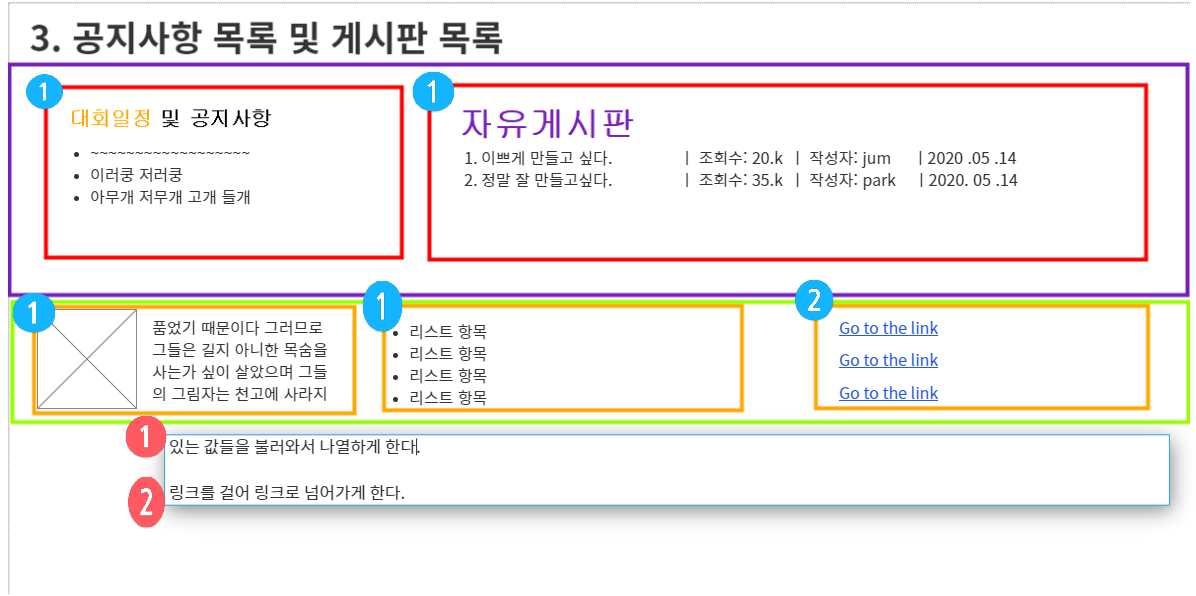 3. 공지사항 목록 및 게시판 목록
1
대회일정 및 공지사항
~~~~~~~~~~~~~~~~~~
이러쿵 저러쿵
아무개 저무개 고개 들개
1
자유게시판
1. 이쁘게 만들고 싶다. | 조회수: 20.k | 작성자: jum | 2020 .05 .14
2. 정말 잘 만들고싶다. | 조회수: 35.k | 작성자: park | 2020. 05 .14
1
품었기 때문이다 그러므로
그들은 길지 아니한 목숨을
사는가 싶이 살았으며 그들
의 그림자는 천고에 사라지
1
리스트 항목
리스트 항목
리스트 항목
리스트 항목
2
Go to the link
Go to the link
Go to the link
1 있는 값들을 불러와서 나열하게 한다.
2 링크를 걸어 링크로 넘어가게 한다.